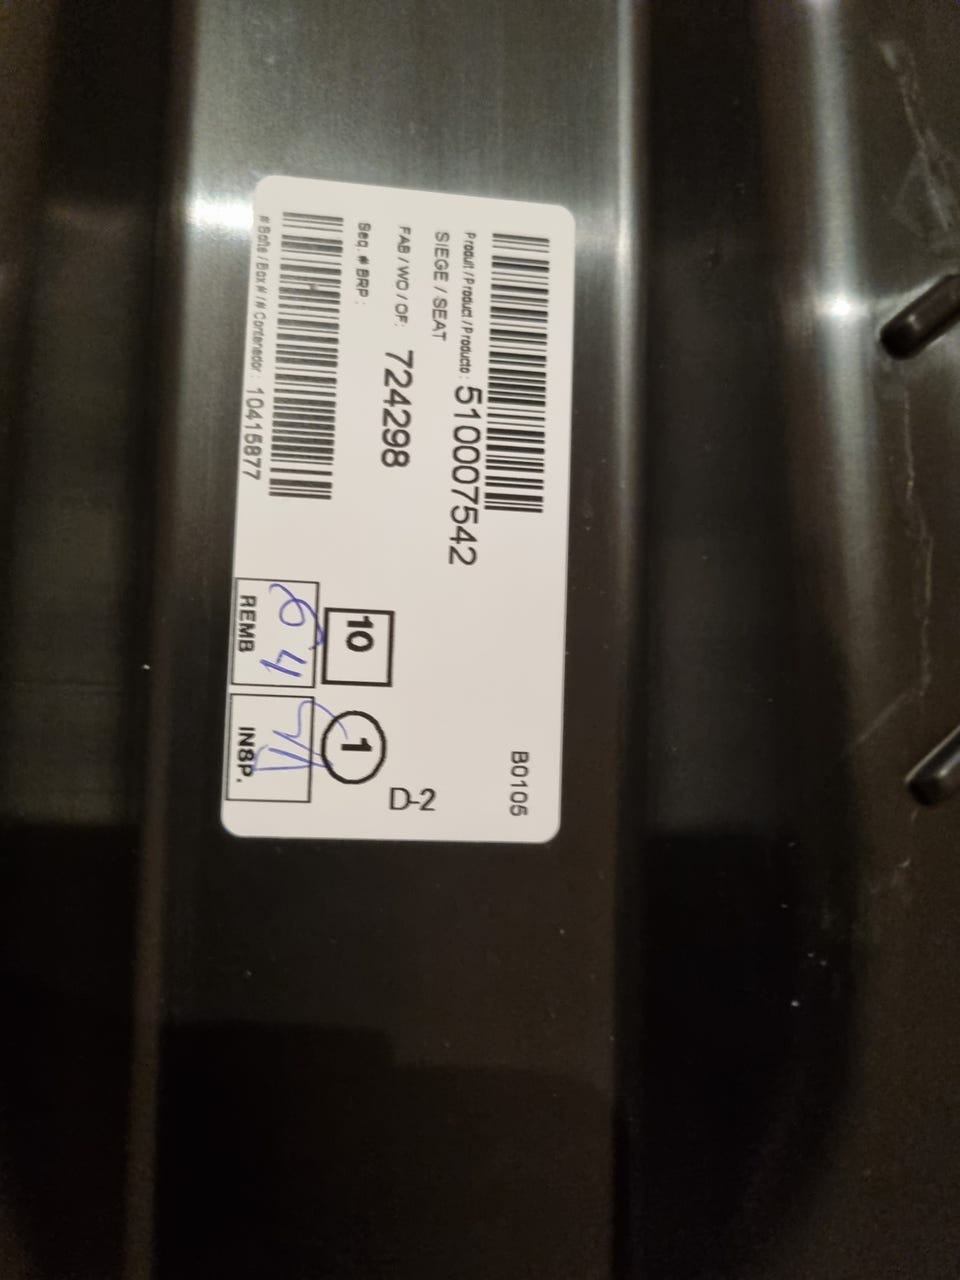 B0105
Produit / Product / Producto : 510007542
SIEGE / SEAT
D-2
FAB / WO / OF: 724298
Seq. # BRP :
10
1
64
# Boîte / Box # / # Contenedor : 10415877
REMB
INSP.